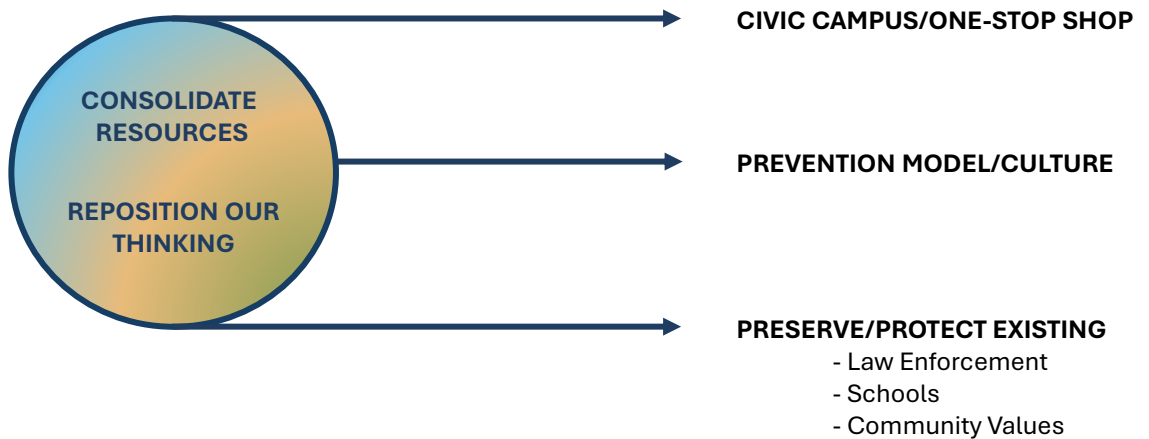 CONSOLIDATE
RESOURCES
REPOSITION OUR
THINKING
CIVIC CAMPUS/ONE-STOP SHOP
PREVENTION MODEL/CULTURE
PRESERVE/PROTECT EXISTING
- Law Enforcement
- Schools
- Community Values